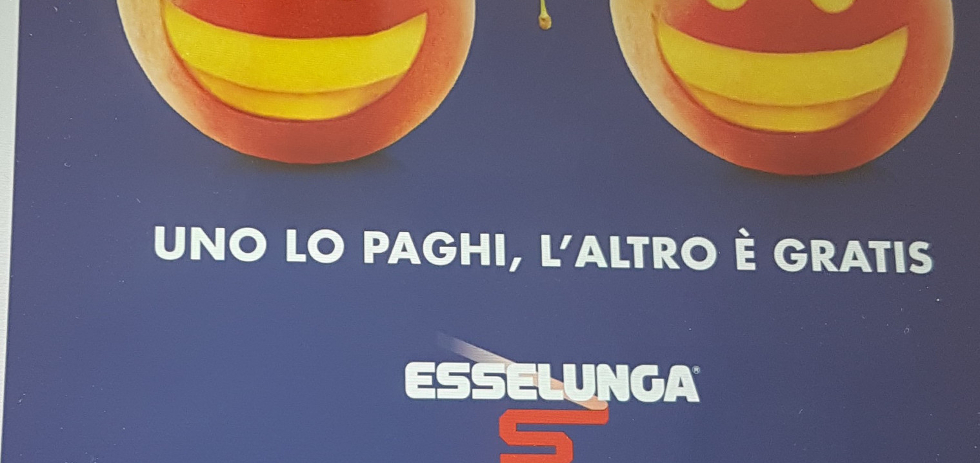 UNO LO PAGHI, L'ALTRO È GRATIS
ESSELUNGA®
S